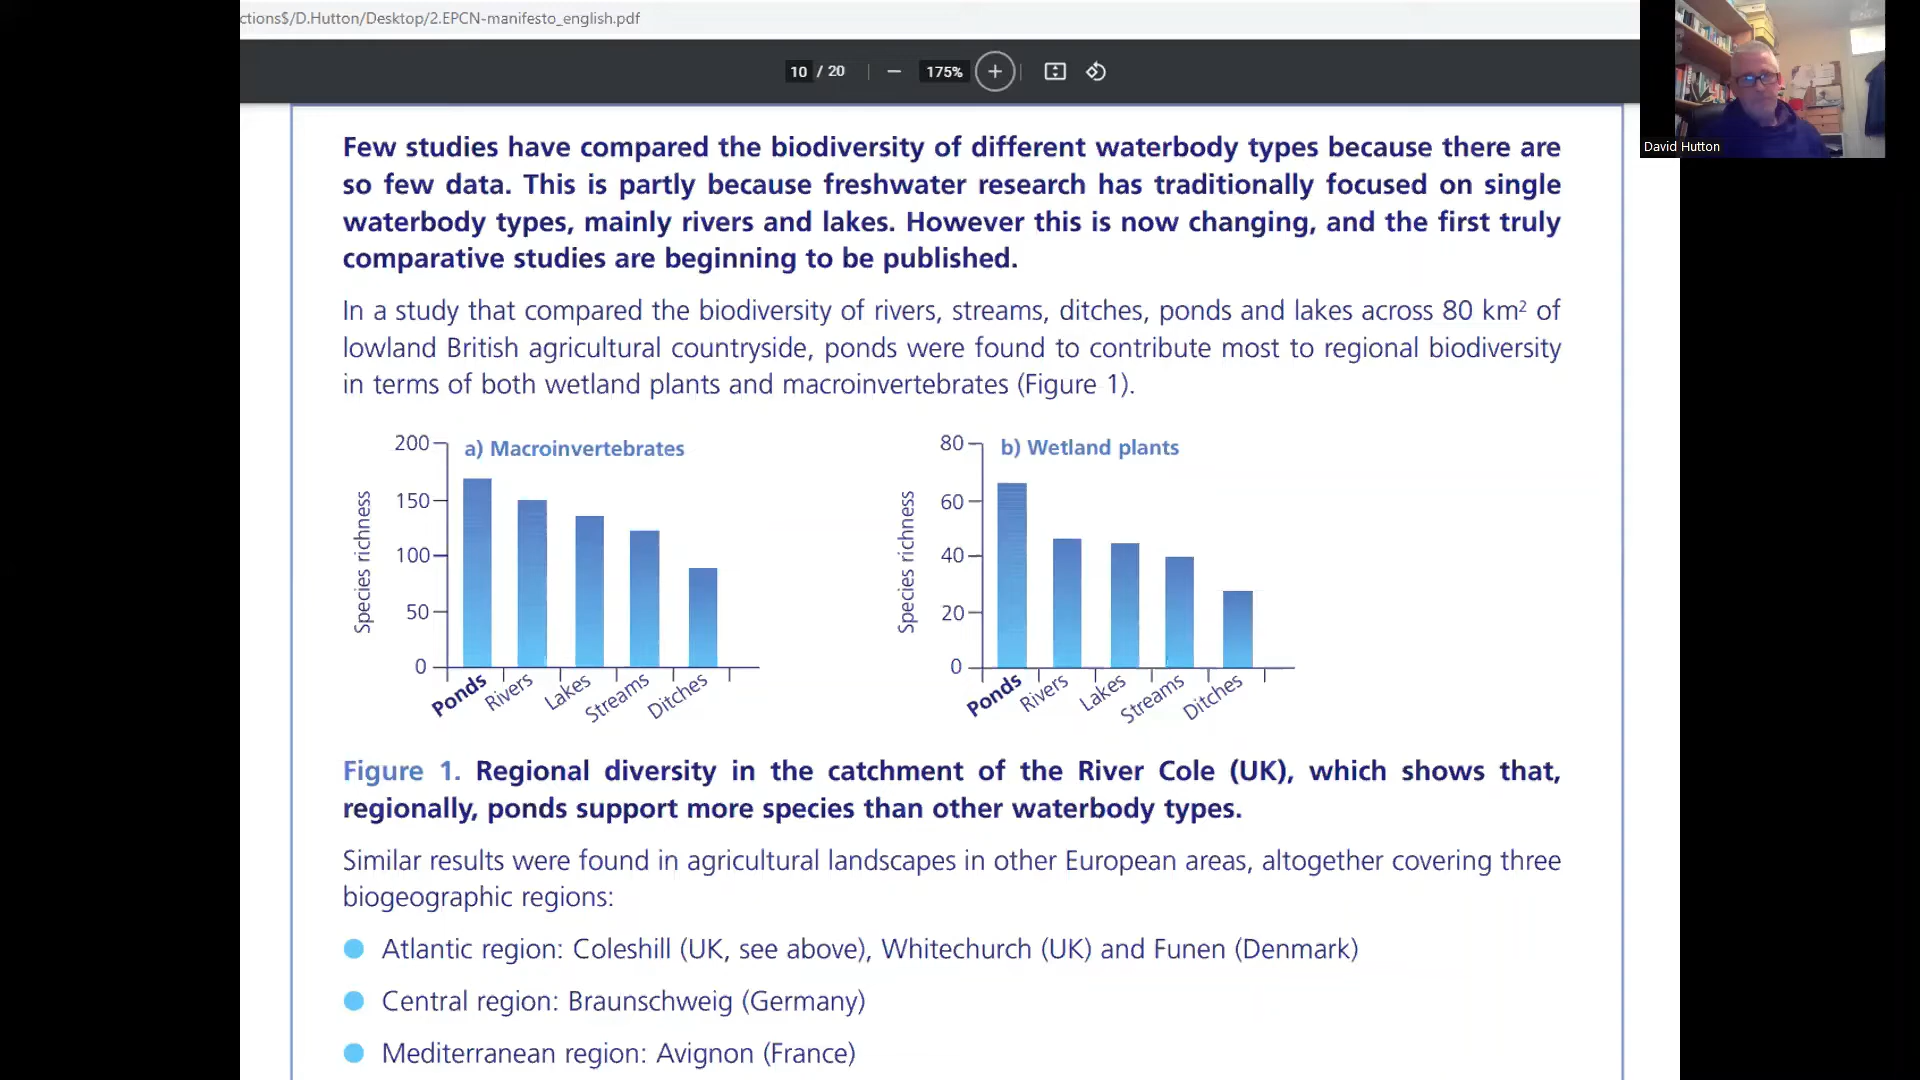 ctions$/D.Hutton/Desktop/2.EPCN-manifesto_english.pdf
10 / 20
175%
David Hutton
Few studies have compared the biodiversity of different waterbody types because there are
so few data. This is partly because freshwater research has traditionally focused on single
waterbody types, mainly rivers and lakes. However this is now changing, and the first truly
comparative studies are beginning to be published.
In a study that compared the biodiversity of rivers, streams, ditches, ponds and lakes across 80 km² of
lowland British agricultural countryside, ponds were found to contribute most to regional biodiversity
in terms of both wetland plants and macroinvertebrates (Figure 1).
a) Macroinvertebrates
Species richness
200
150
100
50
0
Ponds
Rivers
Lakes
Streams
Ditches
b) Wetland plants
Species richness
80
60
40
20
0
Ponds
Rivers
Lakes
Streams
Ditches
Figure 1. Regional diversity in the catchment of the River Cole (UK), which shows that,
regionally, ponds support more species than other waterbody types.
Similar results were found in agricultural landscapes in other European areas, altogether covering three
biogeographic regions:
Atlantic region: Coleshill (UK, see above), Whitechurch (UK) and Funen (Denmark)
Central region: Braunschweig (Germany)
Mediterranean region: Avignon (France)